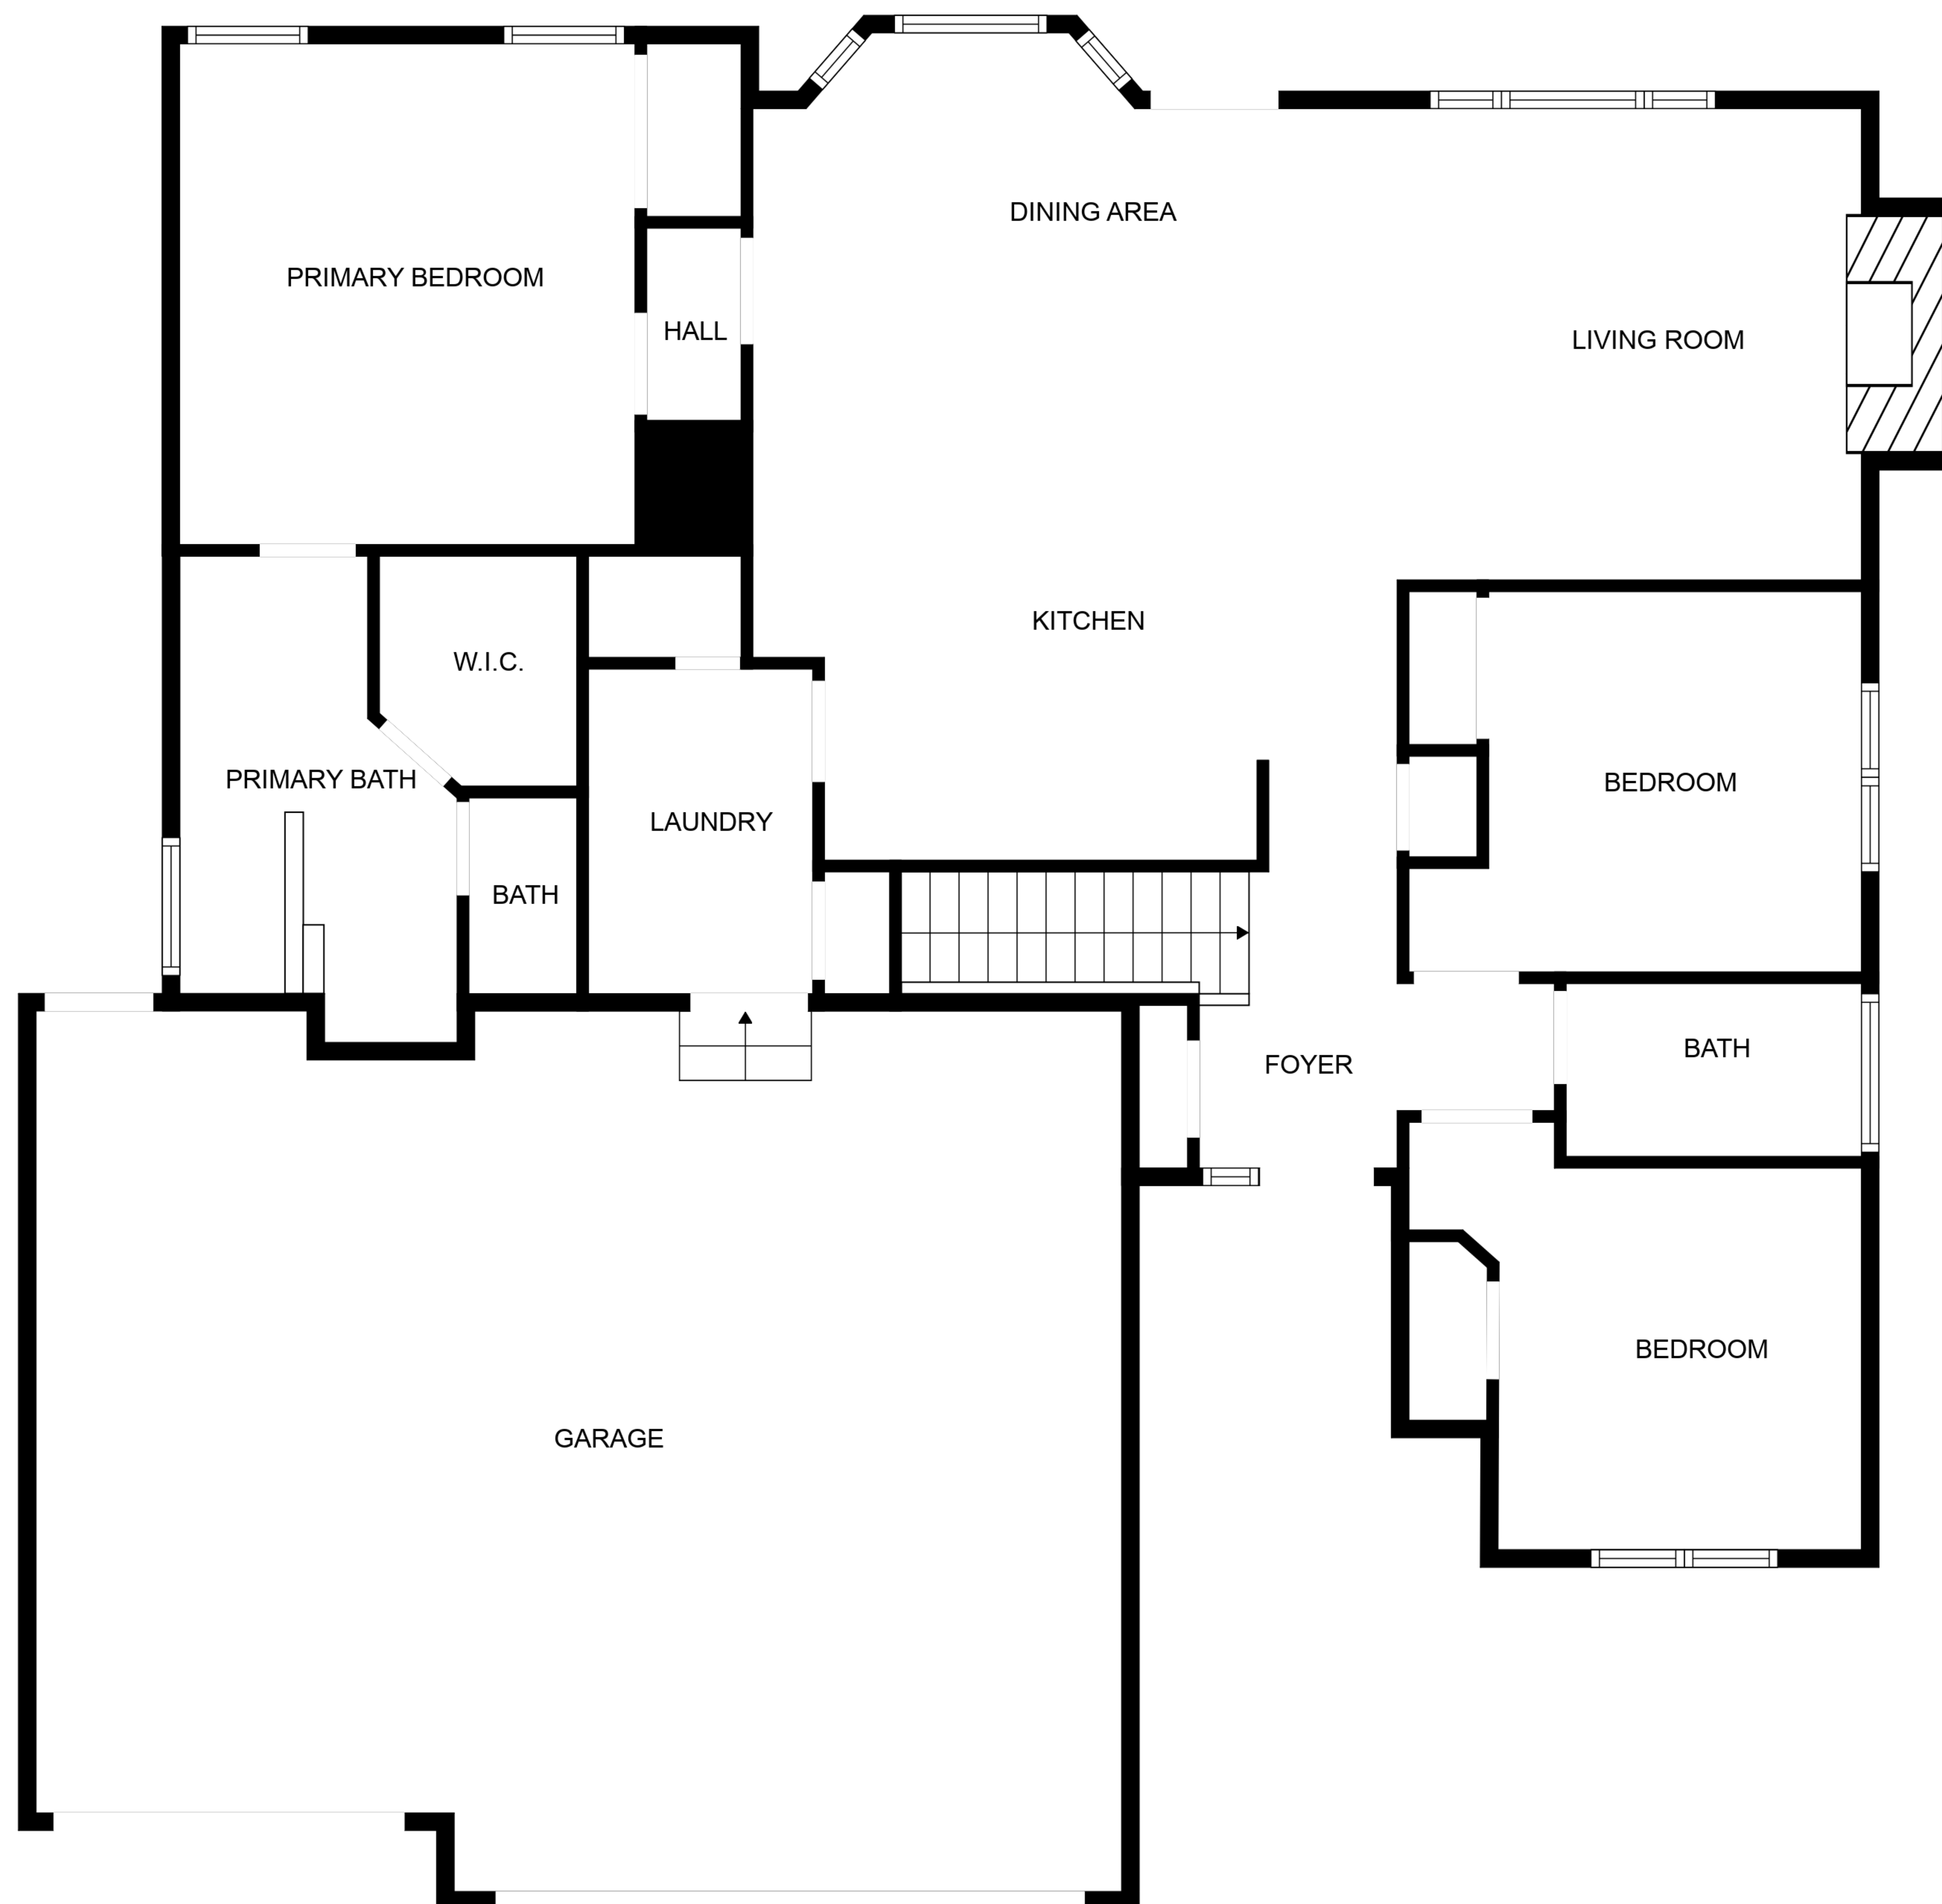 DINING AREA
PRIMARY BEDROOM
HALL
LIVING ROOM
KITCHEN
W.I.C.
PRIMARY BATH
BEDROOM
LAUNDRY
BATH
BATH
FOYER
BEDROOM
GARAGE